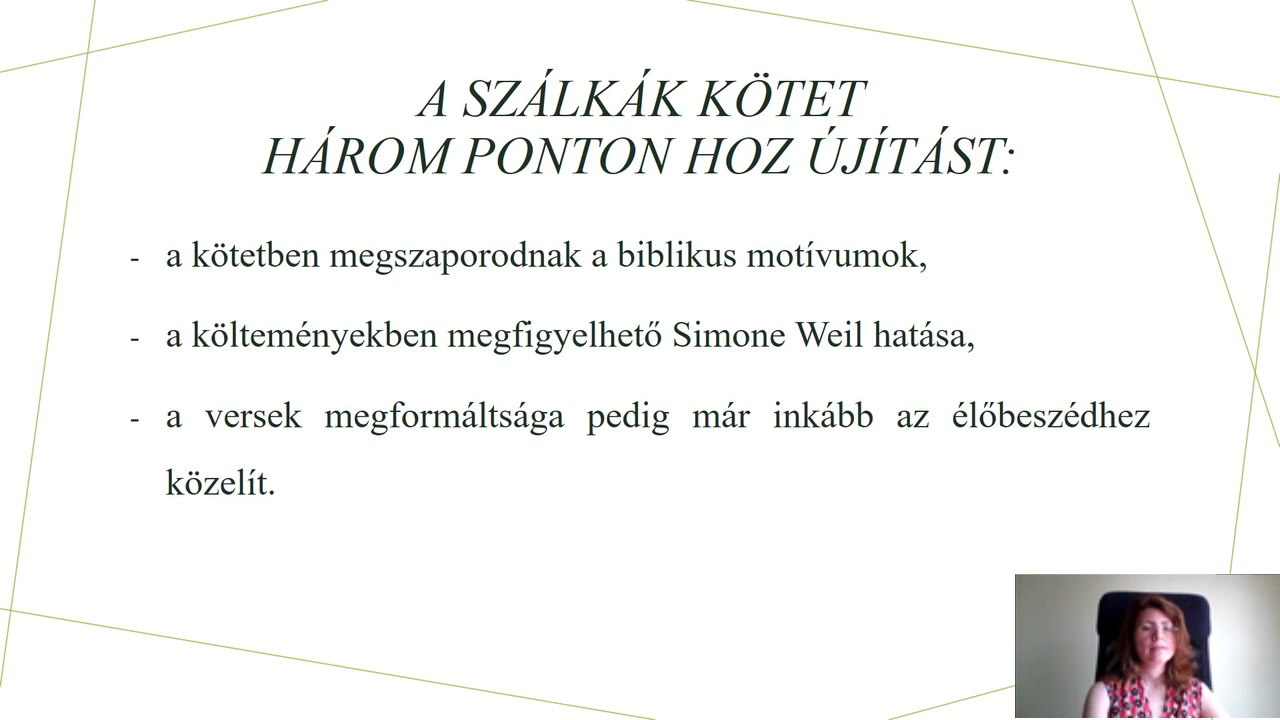 A SZÁLKÁK KÖTET
HÁROM PONTON HOZ ÚJÍTÁST:
- a kötetben megszaporodnak a biblikus motívumok,
- a költeményekben megfigyelhető Simone Weil hatása,
- a versek megformáltsága pedig már inkább az élőbeszédhez
közelít.